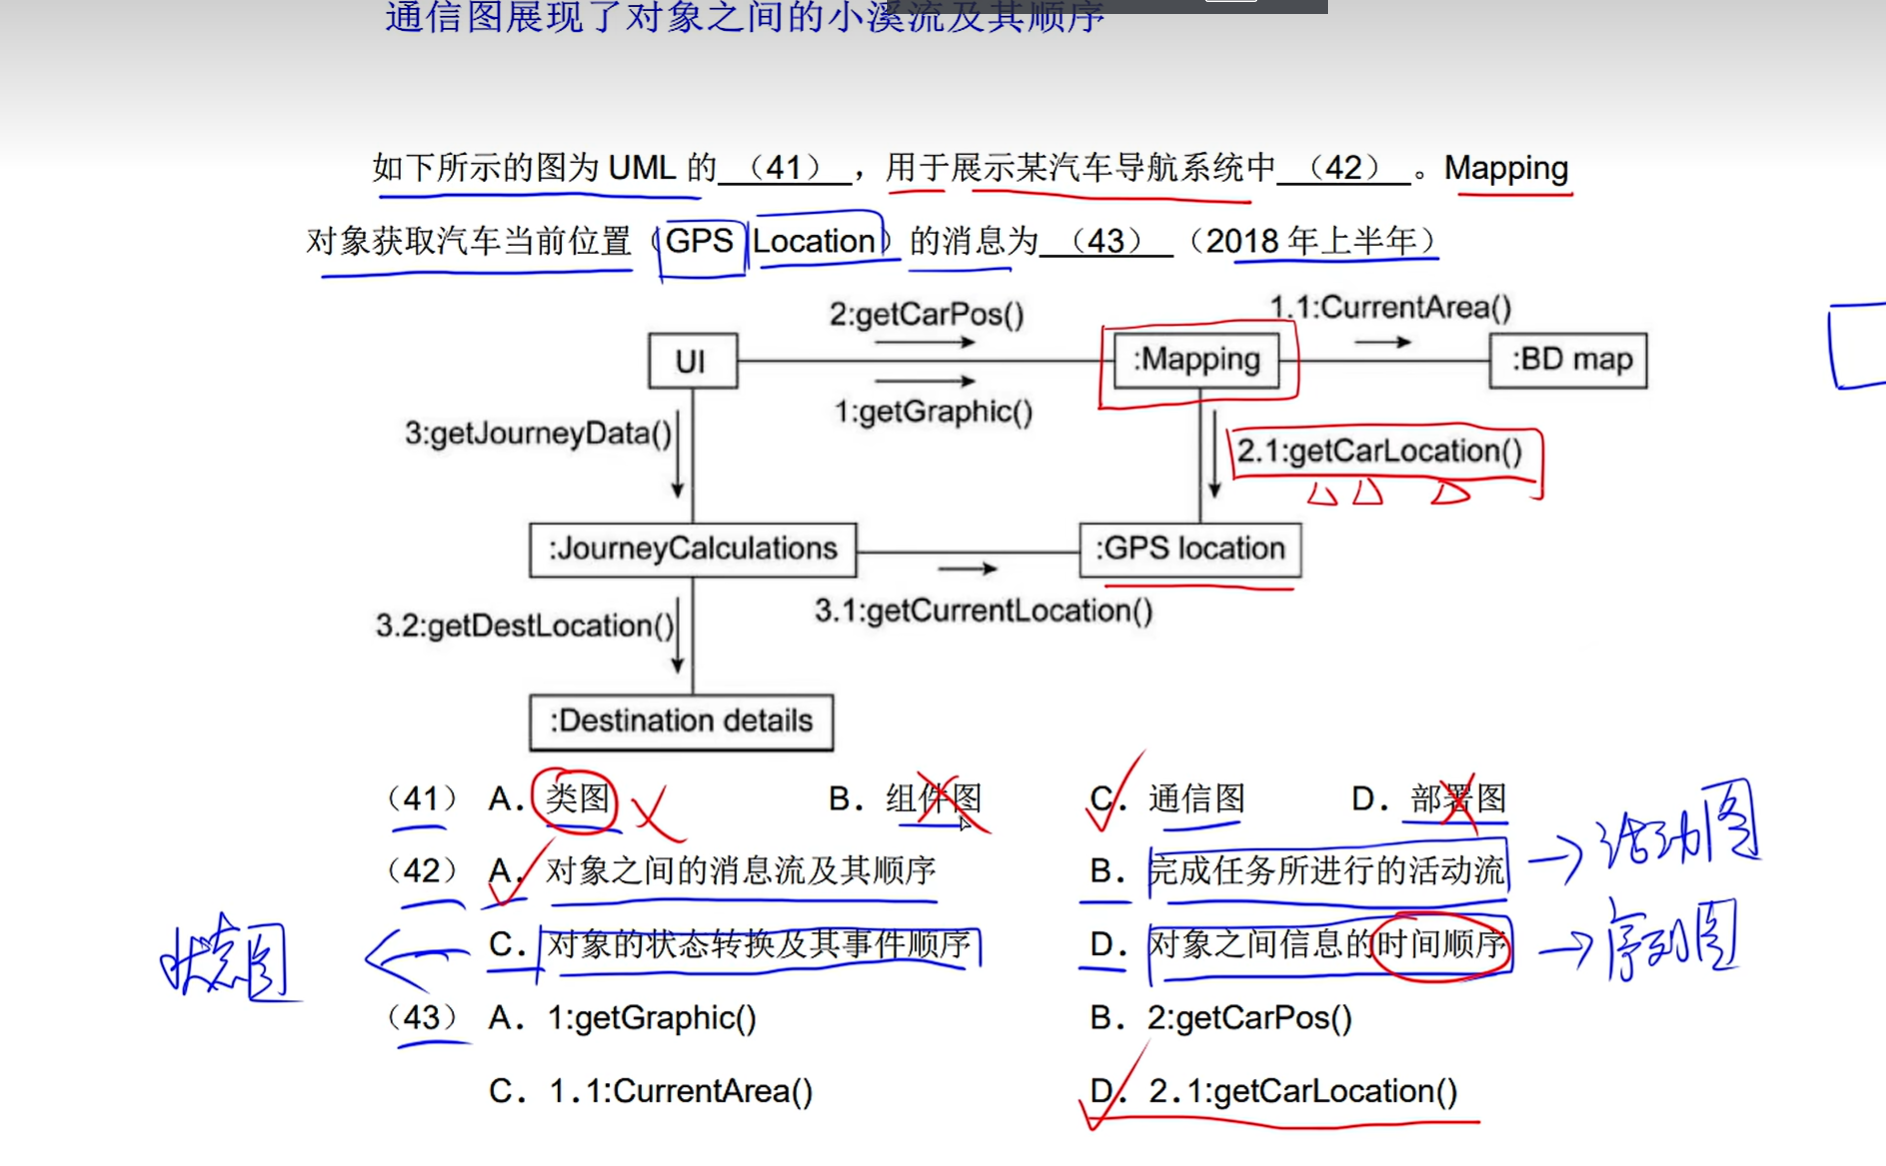 通信图展现了对象之间的小溪流及其顺序
如下所示的图为 UML 的 （41） ，用于展示某汽车导航系统中 （42） 。Mapping
对象获取汽车当前位置（GPS Location）的消息为 （43） （2018 年上半年）
2:getCarPos()
1.1:CurrentArea()
UI
:Mapping
:BD map
1:getGraphic()
3:getJourneyData()
2.1:getCarLocation()
:JourneyCalculations
:GPS location
3.2:getDestLocation()
3.1:getCurrentLocation()
:Destination details
（41） A. 类图 B. 组件图 C. 通信图 D. 部署图
活动图
（42） A. 对象之间的消息流及其顺序 B. 完成任务所进行的活动流
状态图
C. 对象的状态转换及其事件顺序 D. 对象之间信息的时间顺序
序列图
（43） A. 1:getGraphic() B. 2:getCarPos()
C. 1.1:CurrentArea() D. 2.1:getCarLocation()